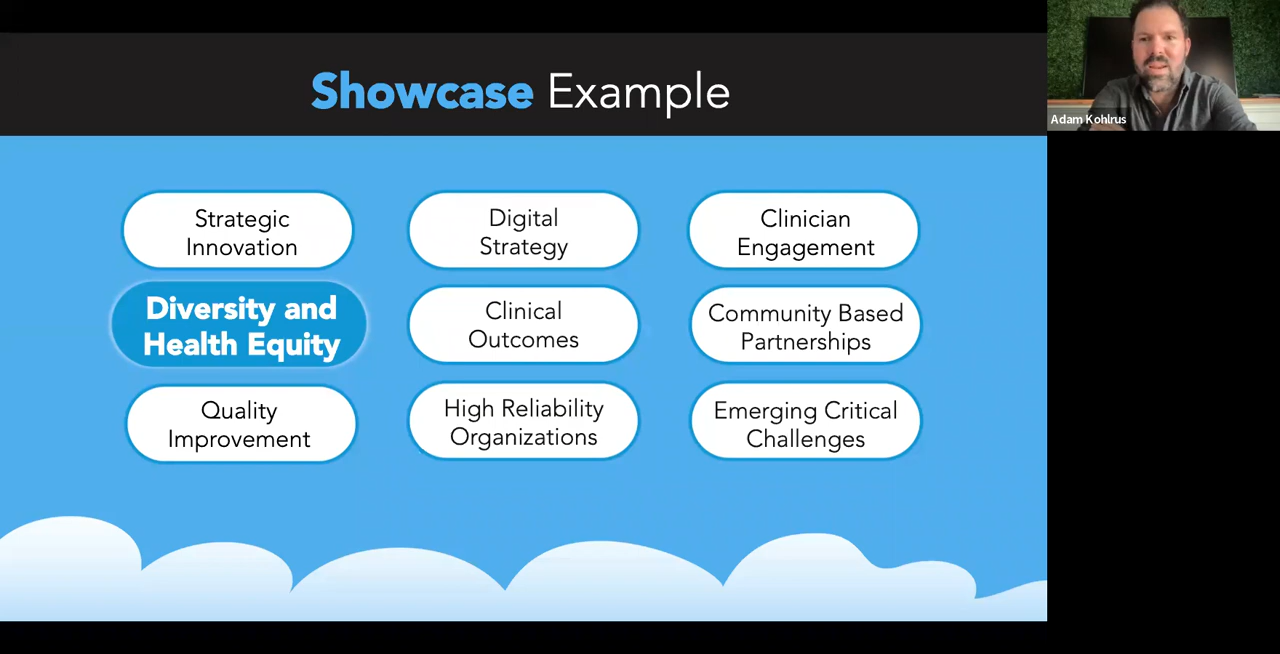 Showcase Example
Adam Kohlrus
Strategic
Innovation
Digital
Strategy
Clinician
Engagement
Diversity and
Health Equity
Clinical
Outcomes
Community Based
Partnerships
Quality
Improvement
High Reliability
Organizations
Emerging Critical
Challenges